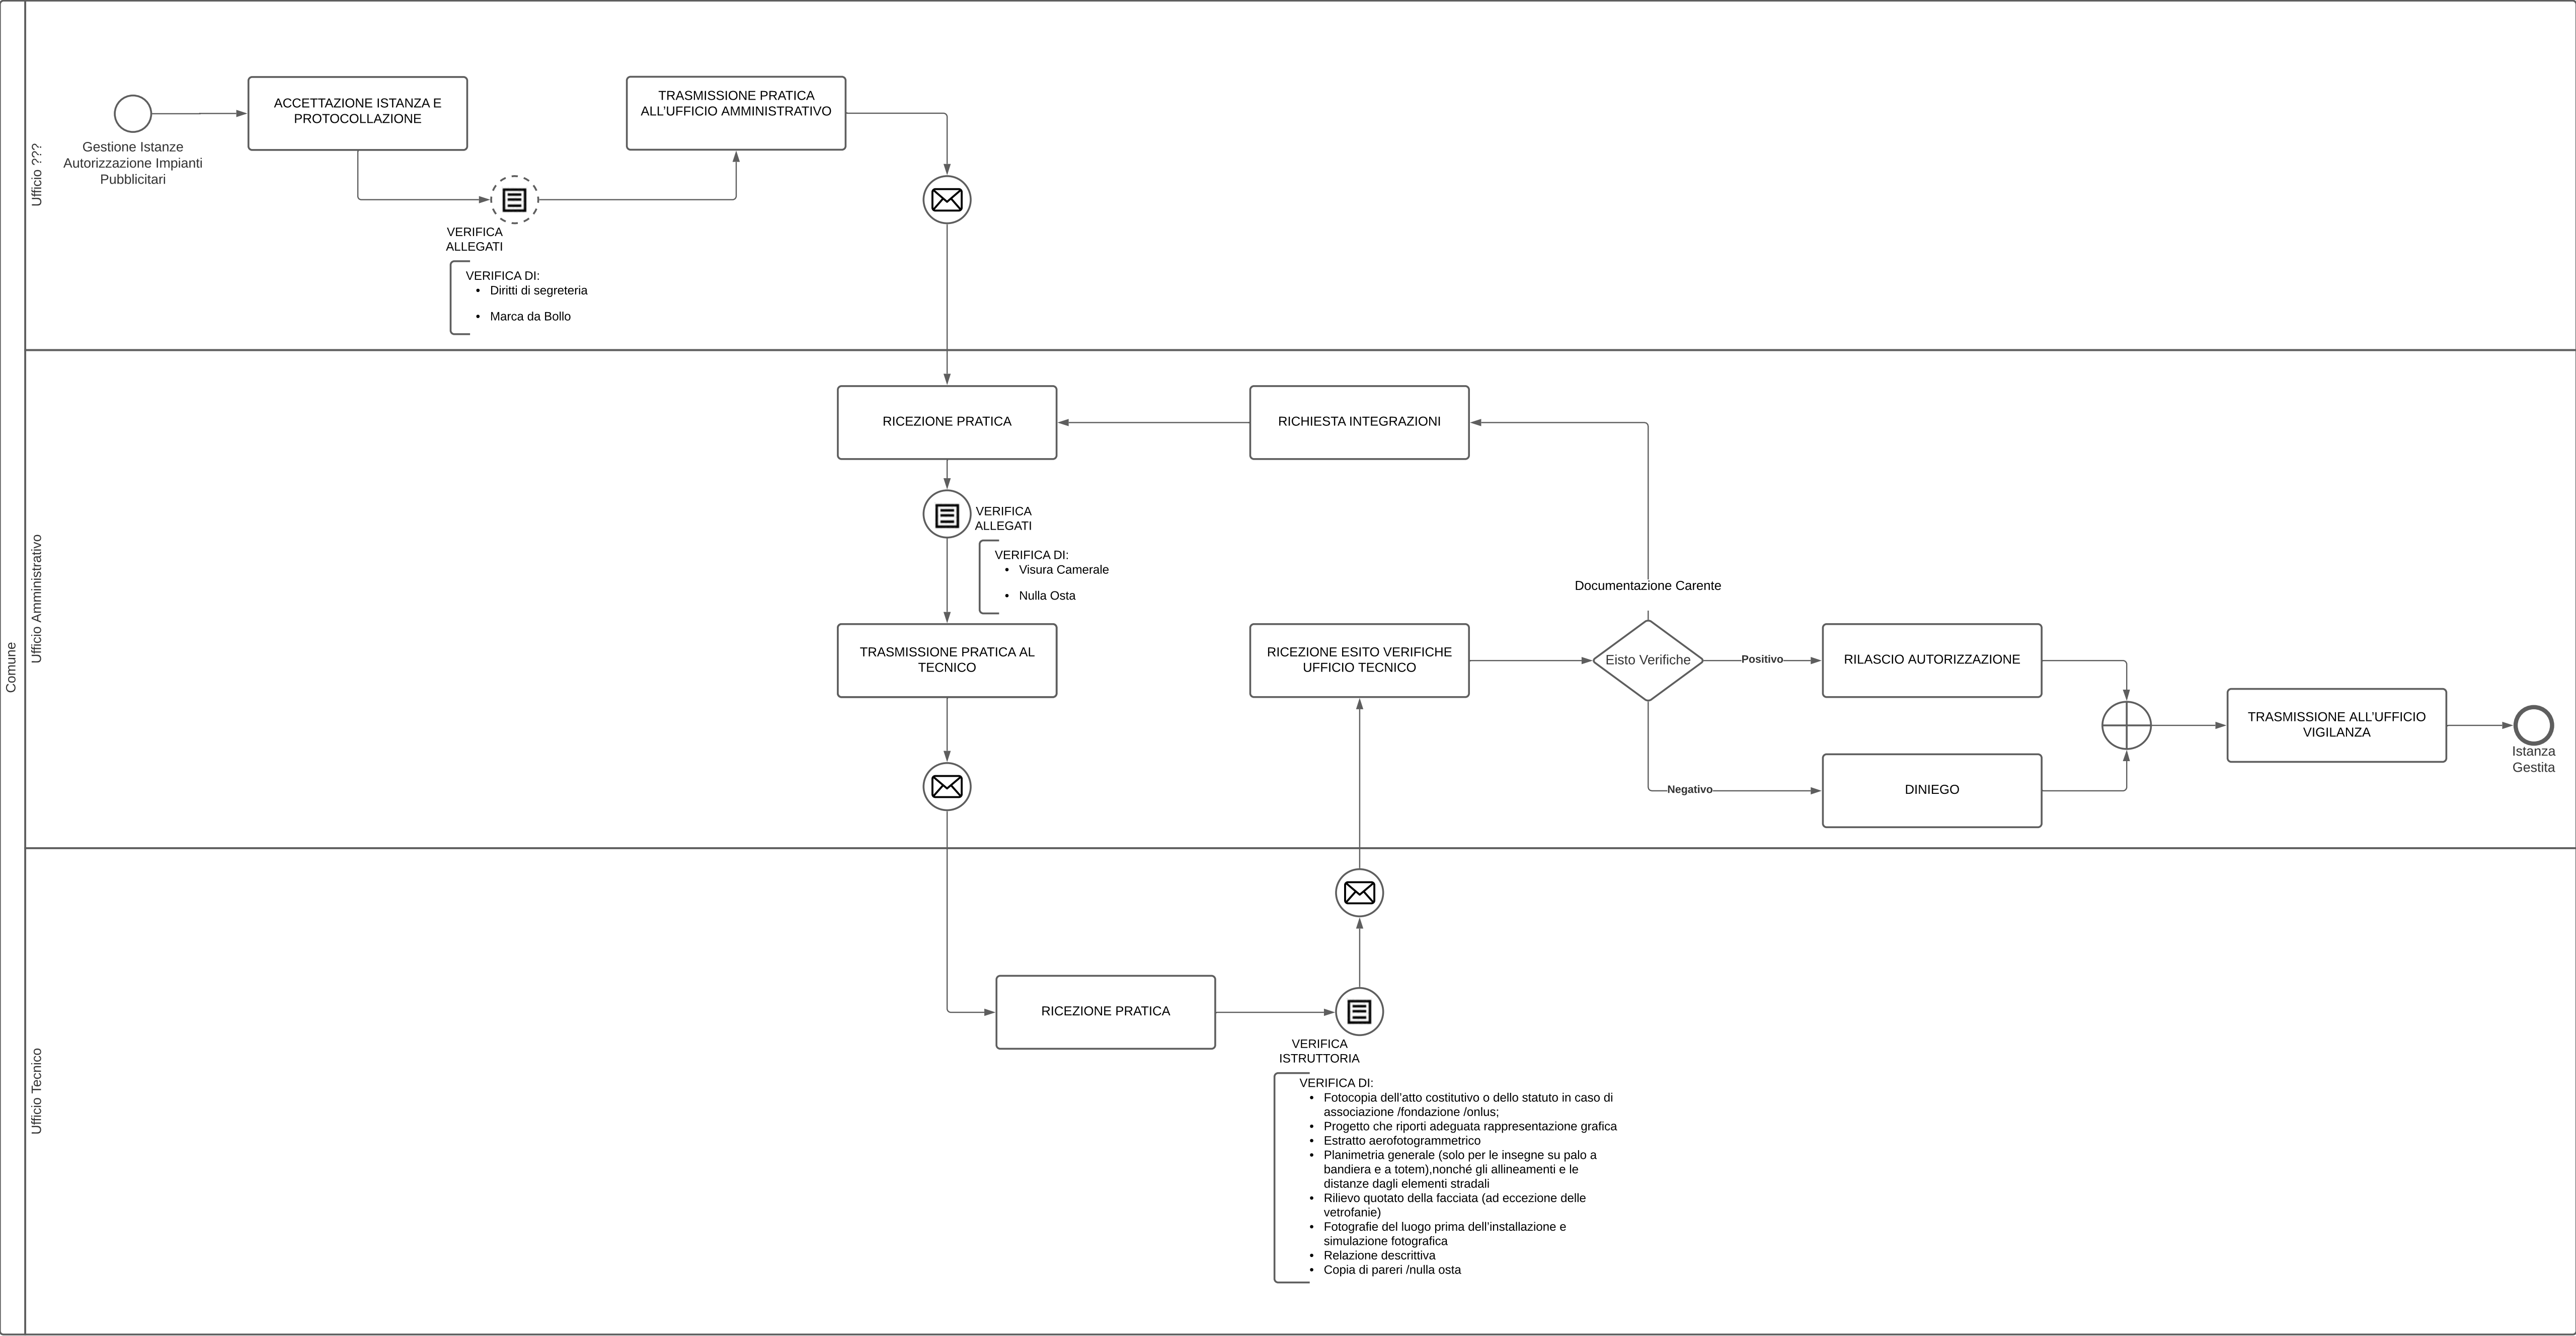 Comune
Ufficio ???
Gestione Istanze
Autorizzazione Impianti
Pubblicitari
ACCETTAZIONE ISTANZA E
PROTOCOLLAZIONE
VERIFICA
ALLEGATI
VERIFICA DI:
• Diritti di segreteria
• Marca da Bollo
TRASMISSIONE PRATICA
ALL'UFFICIO AMMINISTRATIVO
Ufficio Amministrativo
RICEZIONE PRATICA
RICHIESTA INTEGRAZIONI
VERIFICA
ALLEGATI
VERIFICA DI:
• Visura Camerale
• Nulla Osta
TRASMISSIONE PRATICA AL
TECNICO
RICEZIONE ESITO VERIFICHE
UFFICIO TECNICO
Documentazione Carente
Eisto Verifiche
Positivo
RILASCIO AUTORIZZAZIONE
Negativo
DINIEGO
TRASMISSIONE ALL'UFFICIO
VIGILANZA
Istanza
Gestita
Ufficio Tecnico
RICEZIONE PRATICA
VERIFICA
ISTRUTTORIA
VERIFICA DI:
• Fotocopia dell'atto costitutivo o dello statuto in caso di
associazione /fondazione /onlus;
• Progetto che riporti adeguata rappresentazione grafica
• Estratto aerofotogrammetrico
• Planimetria generale (solo per le insegne su palo a
bandiera e a totem),nonché gli allineamenti e le
distanze dagli elementi stradali
• Rilievo quotato della facciata (ad eccezione delle
vetrofanie)
• Fotografie del luogo prima dell'installazione e
simulazione fotografica
• Relazione descrittiva
• Copia di pareri /nulla osta